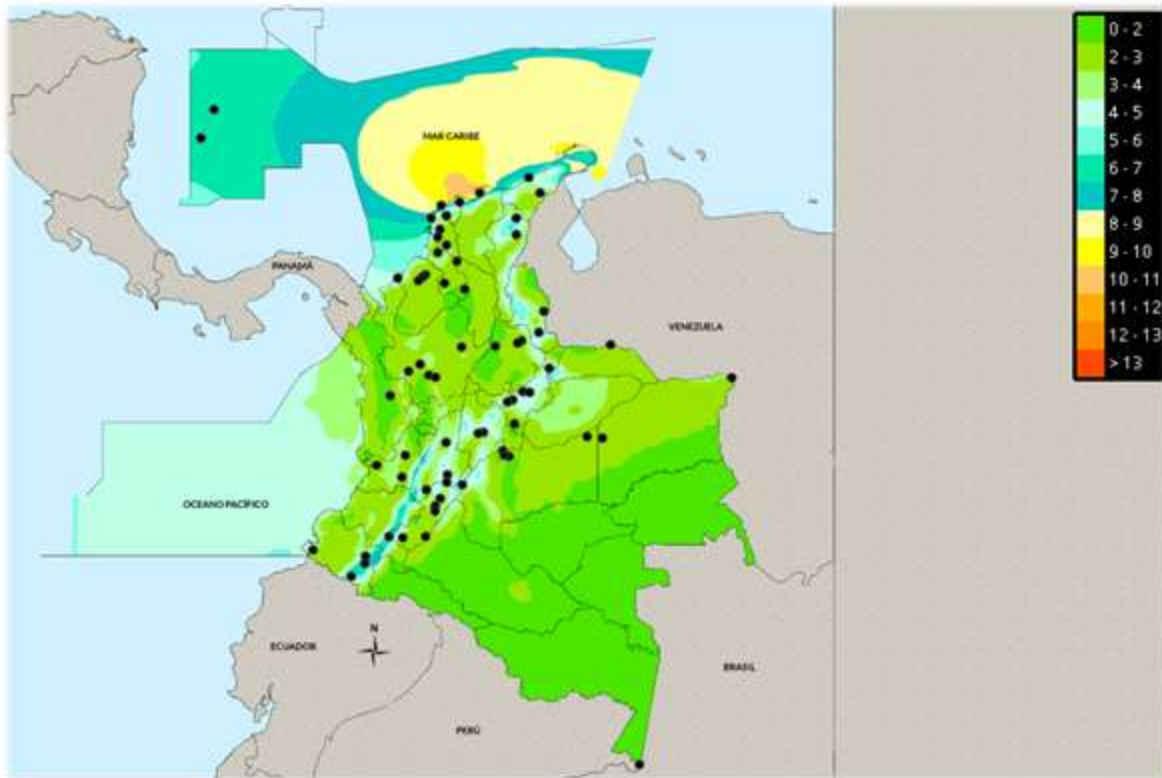 0 - 2
2 - 3
3 - 4
4 - 5
5 - 6
6 - 7
7 - 8
8 - 9
9 - 10
10 - 11
11 - 12
12 - 13
> 13
MAR CARIBE
PANAMÁ
VENEZUELA
OCEANO PACÍFICO
N
ECUADOR
BRASIL
PERÚ